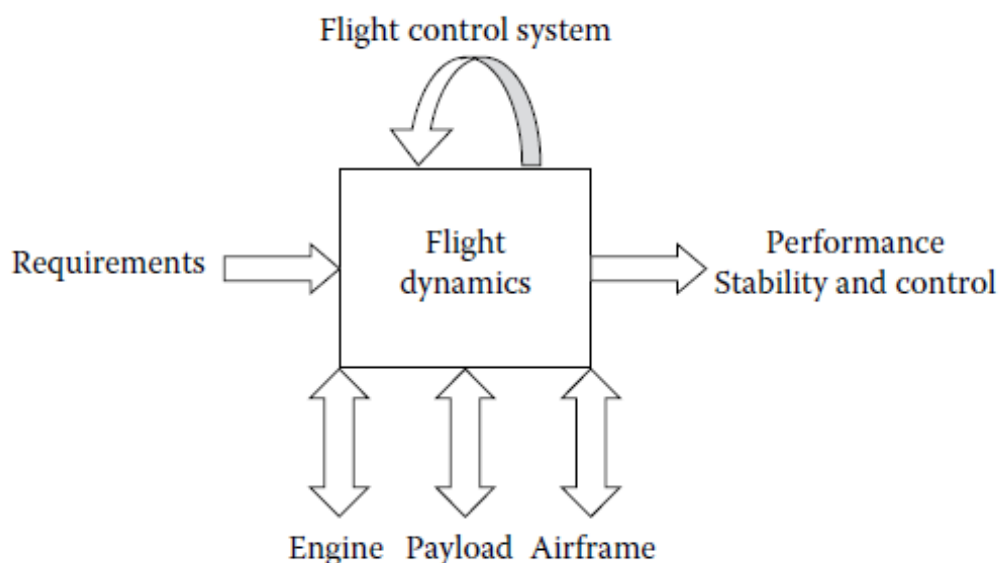 Flight control system
Requirements
Flight
dynamics
Performance
Stability and control
Engine
Payload
Airframe